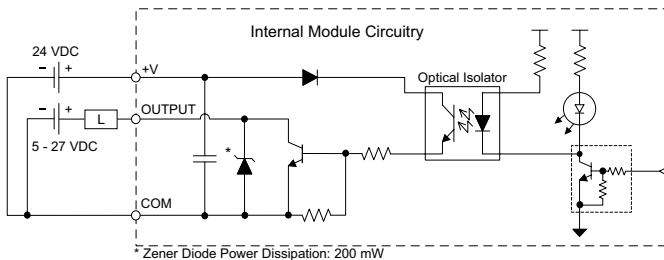 Internal Module Circuitry
24 VDC
- +
+V
Optical Isolator
- +
OUTPUT
L
5 - 27 VDC
*
COM
* Zener Diode Power Dissipation: 200 mW